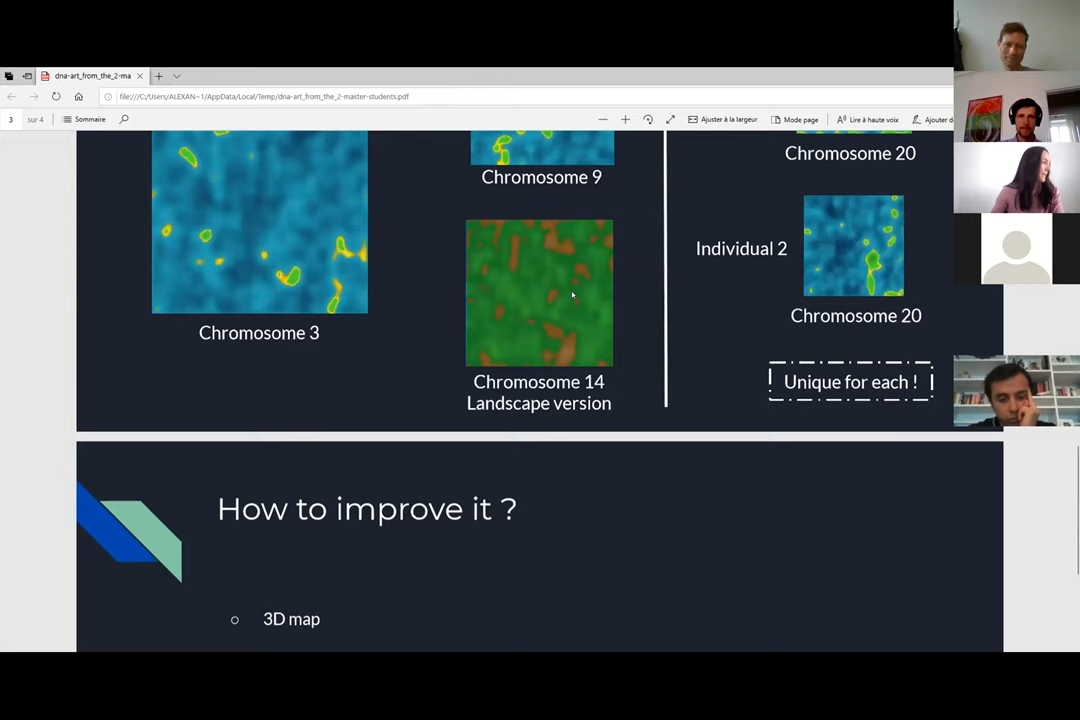 dna-art_from_the_2-ma
file:///C:/Users/ALEXAN~1/AppData/Local/Temp/dna-art_from_the_2-master-students.pdf
3 sur 4 Sommaire Ajuster à la largeur Mode page Lire à haute voix Ajouter de
Chromosome 20
Chromosome 9
Individual 2
Chromosome 20
Chromosome 3
Chromosome 14
Landscape version
Unique for each !
How to improve it ?
3D map